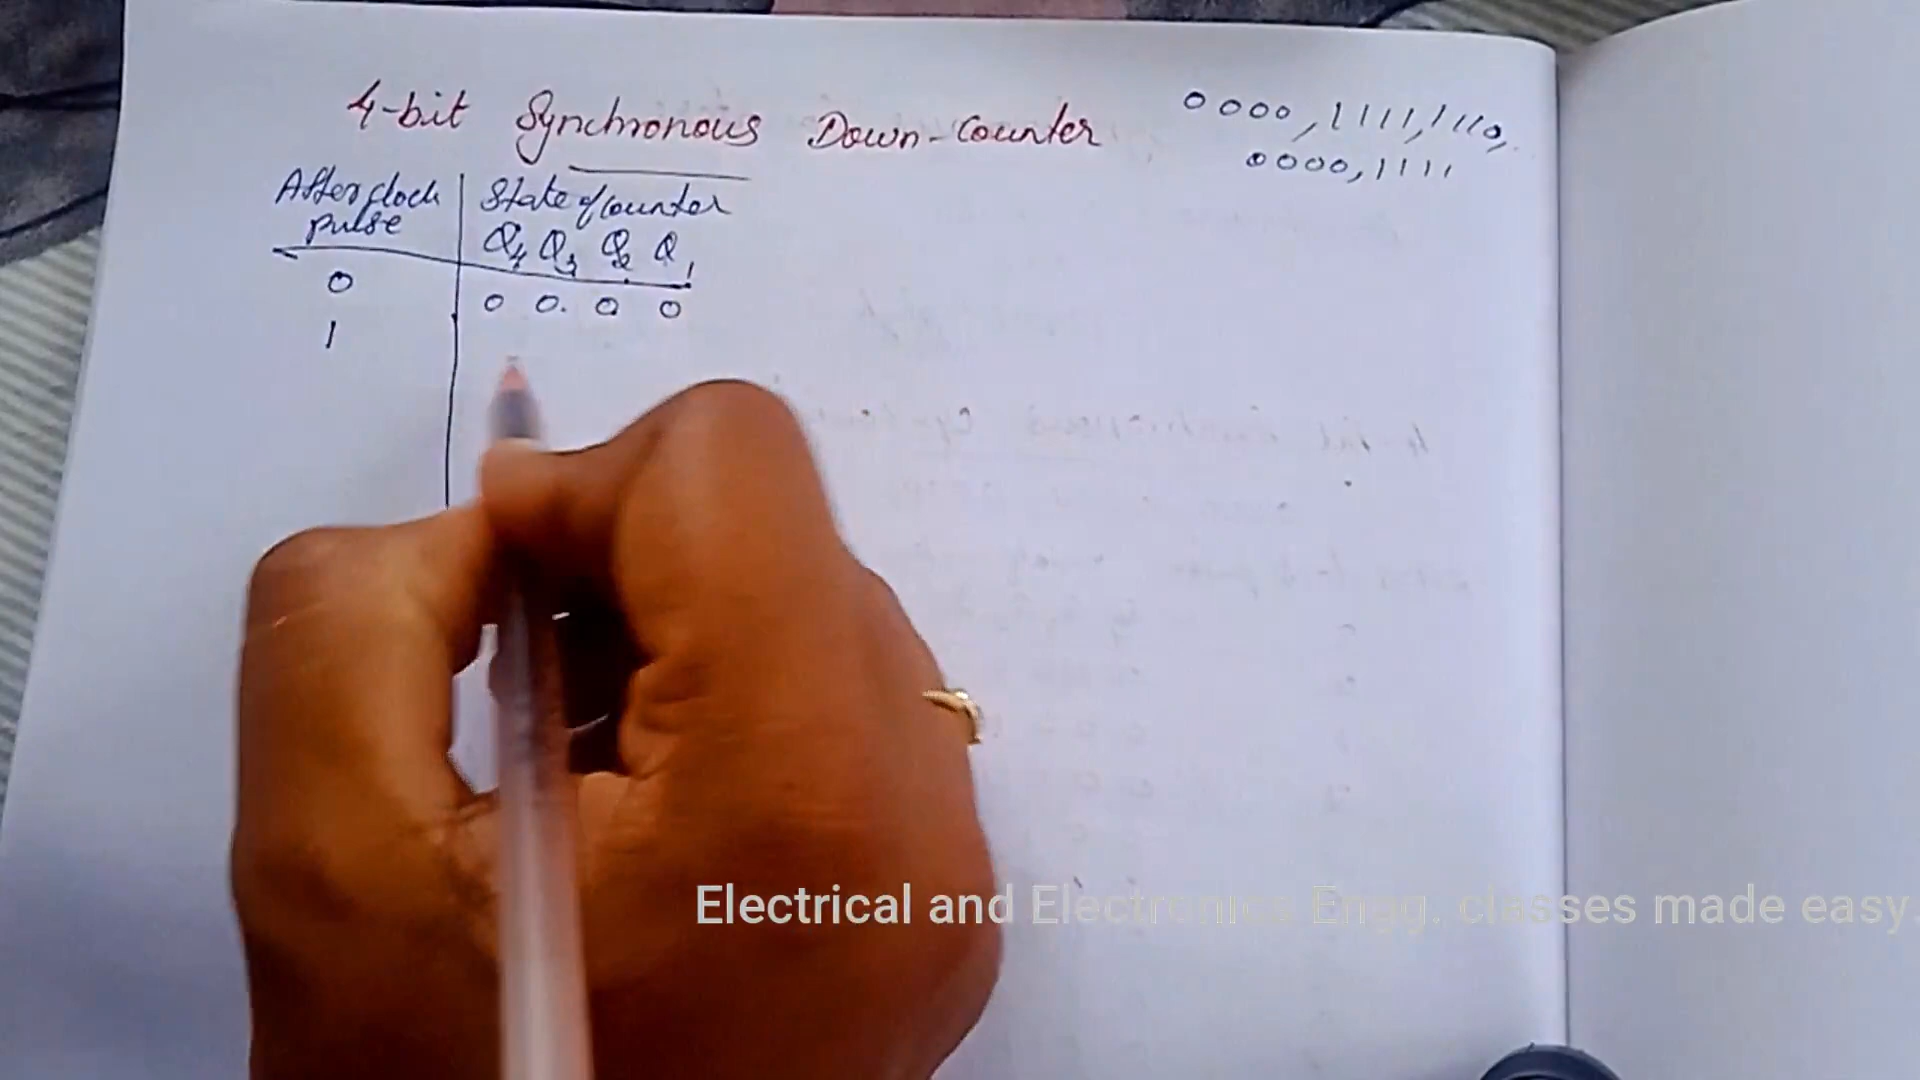 4-bit Synchronous Down-Counter
0000, 1111, 1110,
0000, 1111
After clock pulse | State of counter
Q4 Q3 Q2 Q1
0 0 0. 0 0
1
Electrical and Electronics Engg. classes made easy.